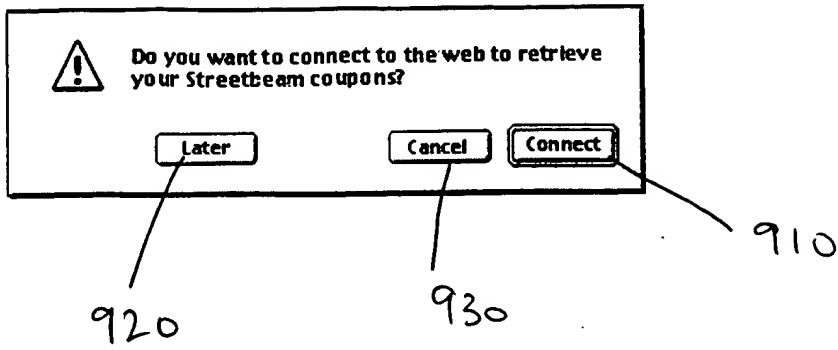 Do you want to connect to the web to retrieve
your Streetbeam coupons?
Later Cancel Connect
910
920 930